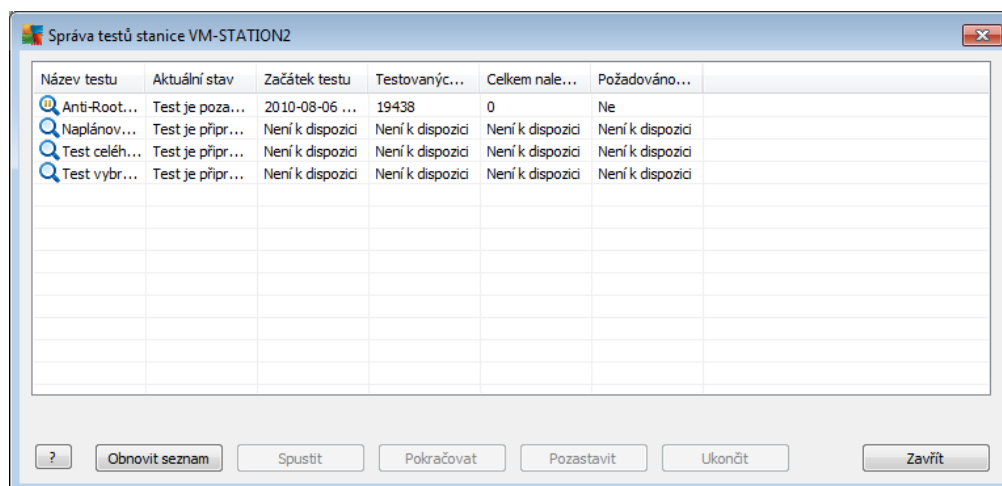 Správa testů stanice VM-STATION2
Název testu Aktuální stav Začátek testu Testovanýc... Celkem nale... Požadováno...
Anti-Root... Test je poza... 2010-08-06 ... 19438 0 Ne
Naplánov... Test je připr... Není k dispozici Není k dispozici Není k dispozici Není k dispozici
Test celéh... Test je připr... Není k dispozici Není k dispozici Není k dispozici Není k dispozici
Test vybr... Test je připr... Není k dispozici Není k dispozici Není k dispozici Není k dispozici
? Obnovit seznam Spustit Pokračovat Pozastavit Ukončit Zavřít